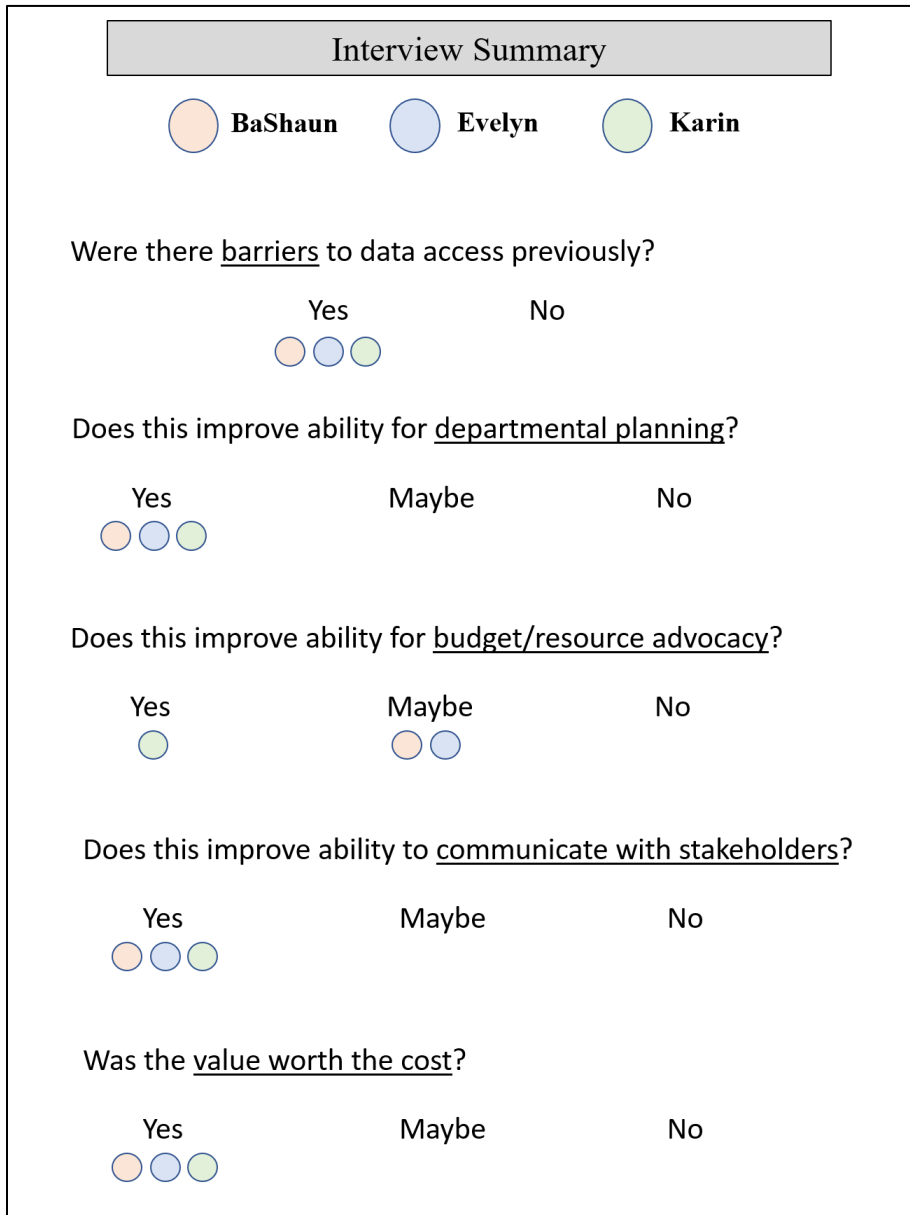 Interview Summary
BaShaun Evelyn Karin
Were there barriers to data access previously?
Yes No
Does this improve ability for departmental planning?
Yes Maybe No
Does this improve ability for budget/resource advocacy?
Yes Maybe No
Does this improve ability to communicate with stakeholders?
Yes Maybe No
Was the value worth the cost?
Yes Maybe No